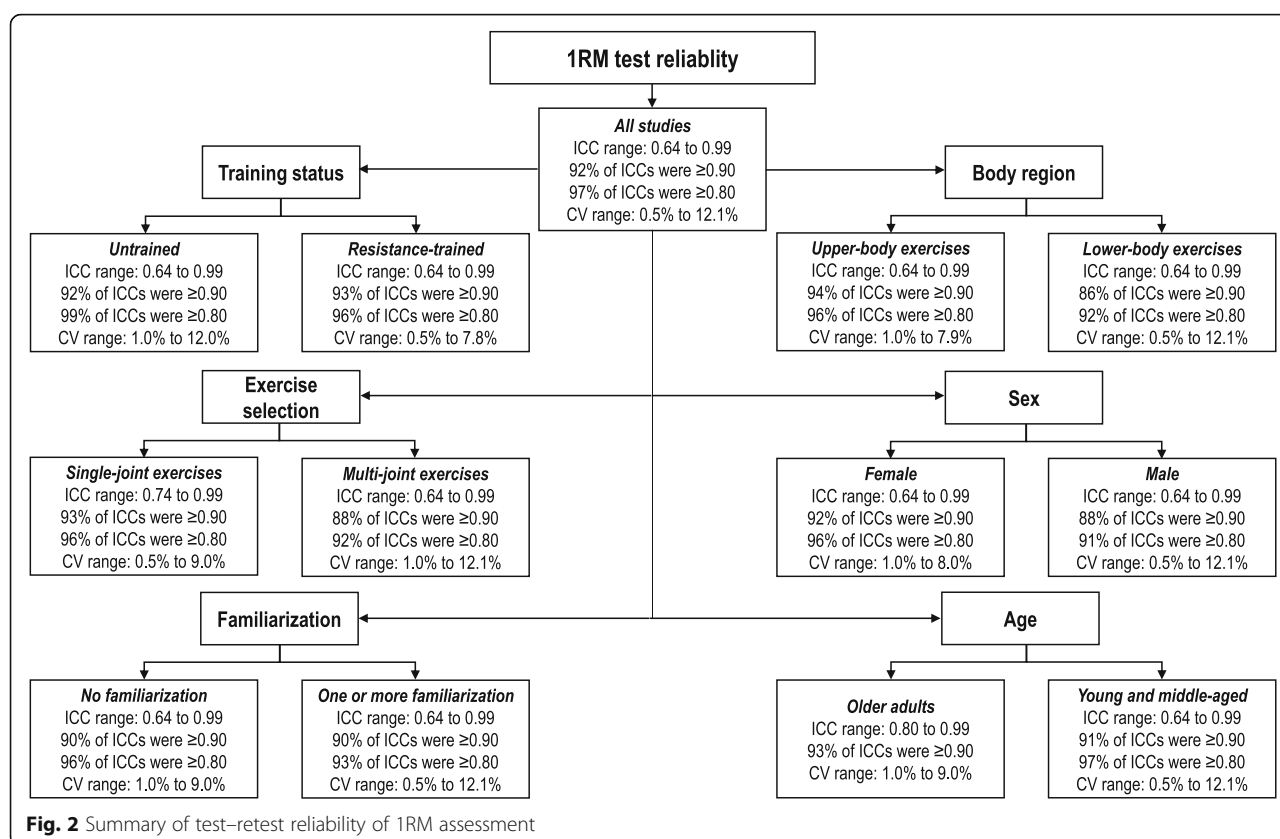 1RM test reliablity
All studies
ICC range: 0.64 to 0.99
92% of ICCs were ≥0.90
97% of ICCs were ≥0.80
CV range: 0.5% to 12.1%
Training status
Untrained
ICC range: 0.64 to 0.99
92% of ICCs were ≥0.90
99% of ICCs were ≥0.80
CV range: 1.0% to 12.0%
Resistance-trained
ICC range: 0.64 to 0.99
93% of ICCs were ≥0.90
96% of ICCs were ≥0.80
CV range: 0.5% to 7.8%
Body region
Upper-body exercises
ICC range: 0.64 to 0.99
94% of ICCs were ≥0.90
96% of ICCs were ≥0.80
CV range: 1.0% to 7.9%
Lower-body exercises
ICC range: 0.64 to 0.99
86% of ICCs were ≥0.90
92% of ICCs were ≥0.80
CV range: 0.5% to 12.1%
Exercise
selection
Single-joint exercises
ICC range: 0.74 to 0.99
93% of ICCs were ≥0.90
96% of ICCs were ≥0.80
CV range: 0.5% to 9.0%
Multi-joint exercises
ICC range: 0.64 to 0.99
88% of ICCs were ≥0.90
92% of ICCs were ≥0.80
CV range: 1.0% to 12.1%
Sex
Female
ICC range: 0.64 to 0.99
92% of ICCs were ≥0.90
96% of ICCs were ≥0.80
CV range: 1.0% to 8.0%
Male
ICC range: 0.64 to 0.99
88% of ICCs were ≥0.90
91% of ICCs were ≥0.80
CV range: 0.5% to 12.1%
Familiarization
No familiarization
ICC range: 0.64 to 0.99
90% of ICCs were ≥0.90
96% of ICCs were ≥0.80
CV range: 1.0% to 9.0%
One or more familiarization
ICC range: 0.64 to 0.99
90% of ICCs were ≥0.90
93% of ICCs were ≥0.80
CV range: 0.5% to 12.1%
Age
Older adults
ICC range: 0.80 to 0.99
93% of ICCs were ≥0.90
CV range: 1.0% to 9.0%
Young and middle-aged
ICC range: 0.64 to 0.99
91% of ICCs were ≥0.90
97% of ICCs were ≥0.80
CV range: 0.5% to 12.1%
Fig. 2 Summary of test–retest reliability of 1RM assessment